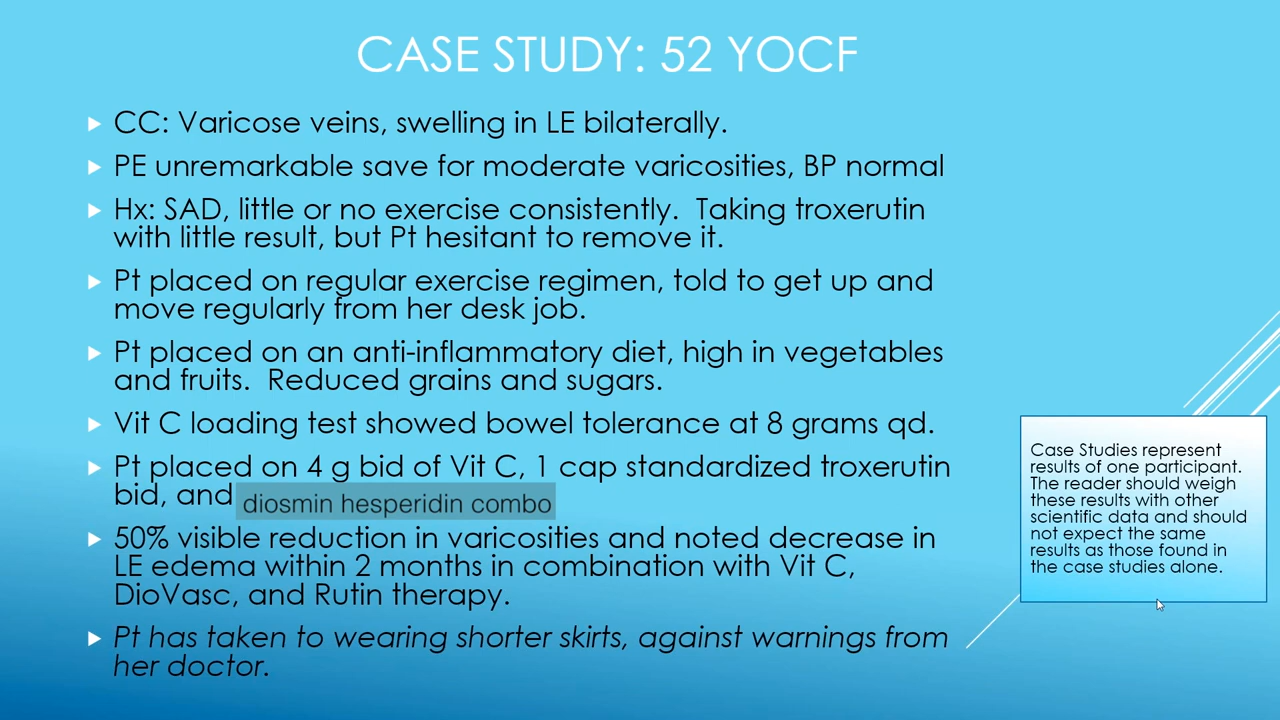 CASE STUDY: 52 YOCF
CC: Varicose veins, swelling in LE bilaterally.
PE unremarkable save for moderate varicosities, BP normal
Hx: SAD, little or no exercise consistently.  Taking troxerutin
with little result, but Pt hesitant to remove it.
Pt placed on regular exercise regimen, told to get up and
move regularly from her desk job.
Pt placed on an anti-inflammatory diet, high in vegetables
and fruits.  Reduced grains and sugars.
Vit C loading test showed bowel tolerance at 8 grams qd.
Pt placed on 4 g bid of Vit C, 1 cap standardized troxerutin
bid, and diosmin hesperidin combo
50% visible reduction in varicosities and noted decrease in
LE edema within 2 months in combination with Vit C,
DioVasc, and Rutin therapy.
Pt has taken to wearing shorter skirts, against warnings from
her doctor.
Case Studies represent
results of one participant.
The reader should weigh
these results with other
scientific data and should
not expect the same
results as those found in
the case studies alone.